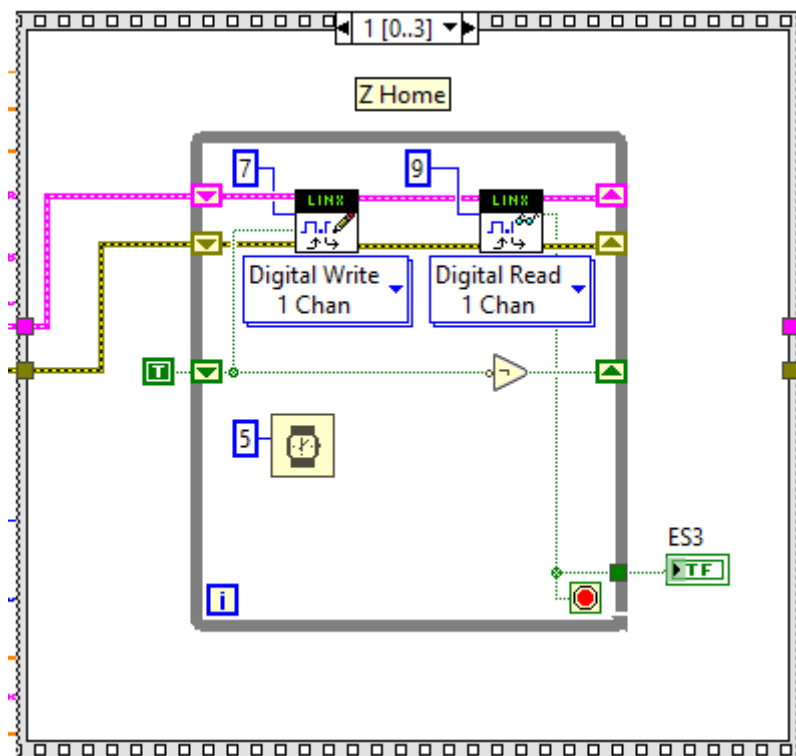 1 [0..3]
Z Home
7
9
LINX
LINX
Digital Write
1 Chan
Digital Read
1 Chan
T
5
ES3
TF
i